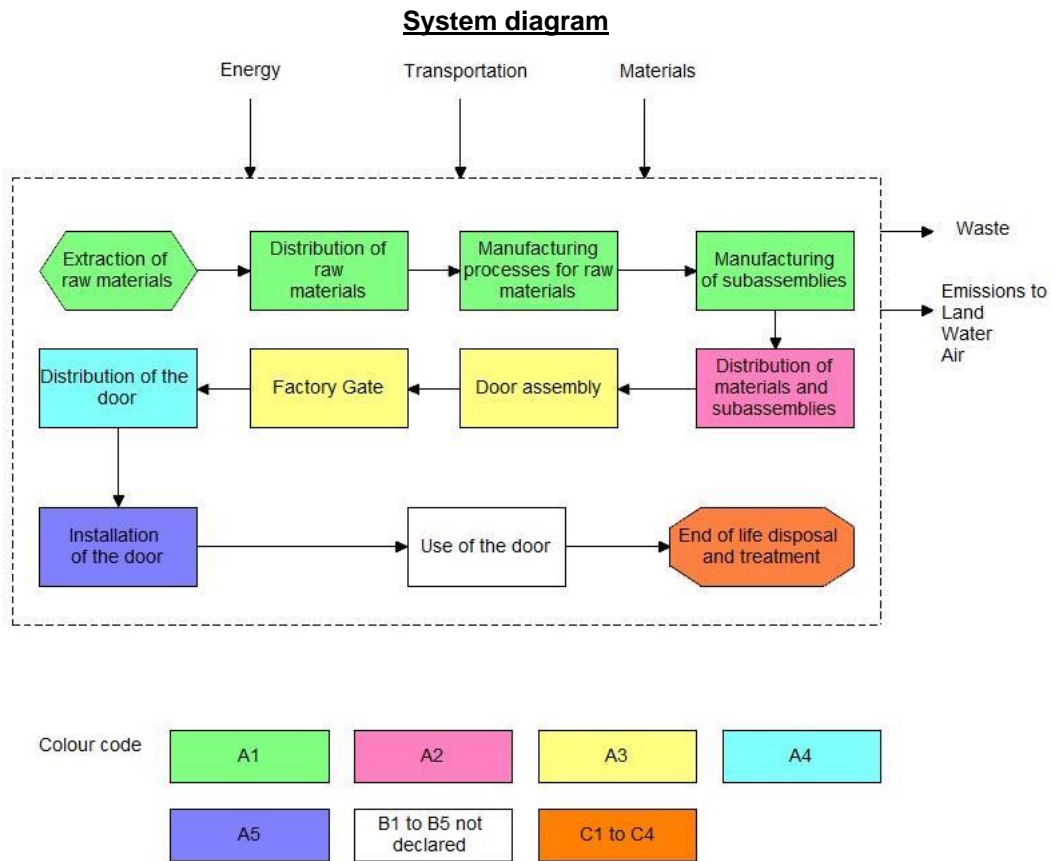 System diagram
Energy
Transportation
Materials
Extraction of
raw materials
Distribution of
raw
materials
Manufacturing
processes for raw
materials
Manufacturing
of subassemblies
Waste
Emissions to
Land
Water
Air
Distribution of the
door
Factory Gate
Door assembly
Distribution of
materials and
subassemblies
Installation
of the door
Use of the door
End of life disposal
and treatment
Colour code
A1
A2
A3
A4
A5
B1 to B5 not
declared
C1 to C4